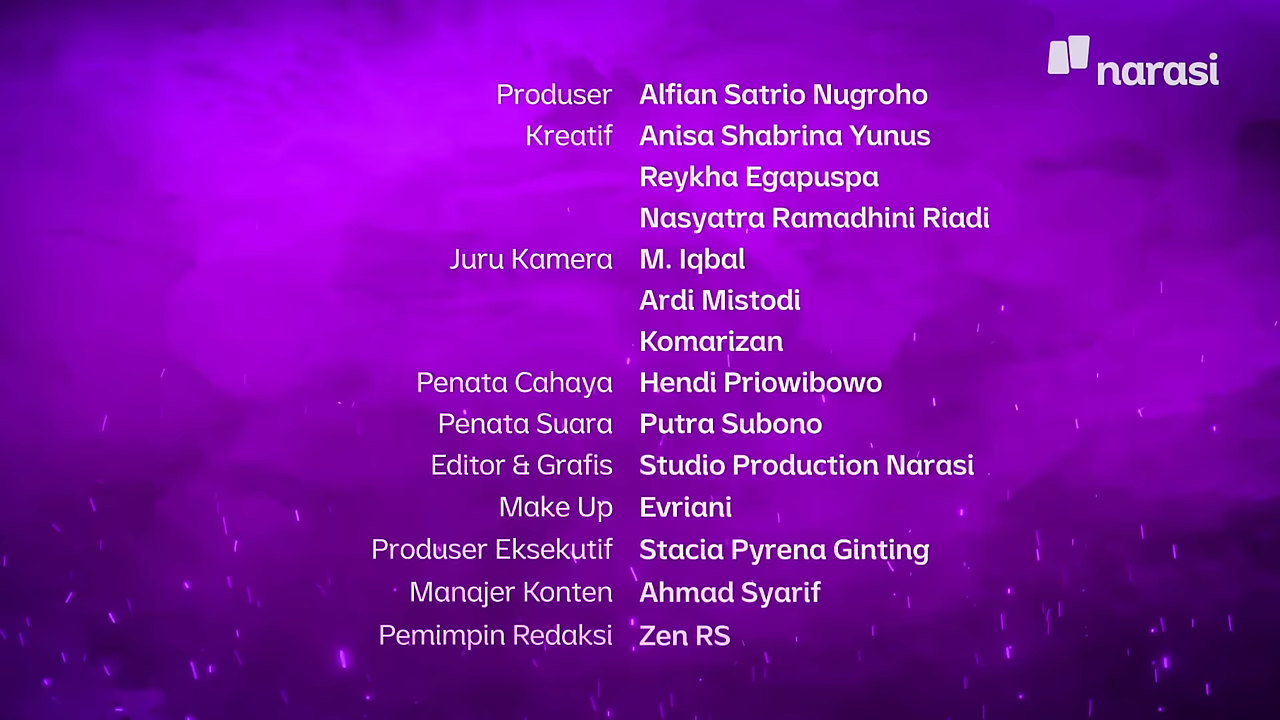 narasi
Produser Alfian Satrio Nugroho
Kreatif Anisa Shabrina Yunus
Reykha Egapuspa
Nasyatra Ramadhini Riadi
Juru Kamera M. Iqbal
Ardi Mistodi
Komarizan
Penata Cahaya Hendi Priowibowo
Penata Suara Putra Subono
Editor & Grafis Studio Production Narasi
Make Up Evriani
Produser Eksekutif Stacia Pyrena Ginting
Manajer Konten Ahmad Syarif
Pemimpin Redaksi Zen RS